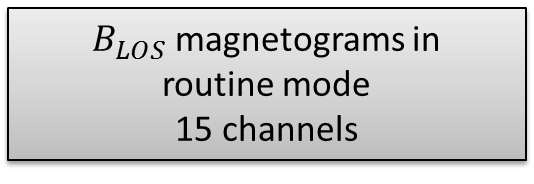 B_LOS magnetograms in
routine mode
15 channels